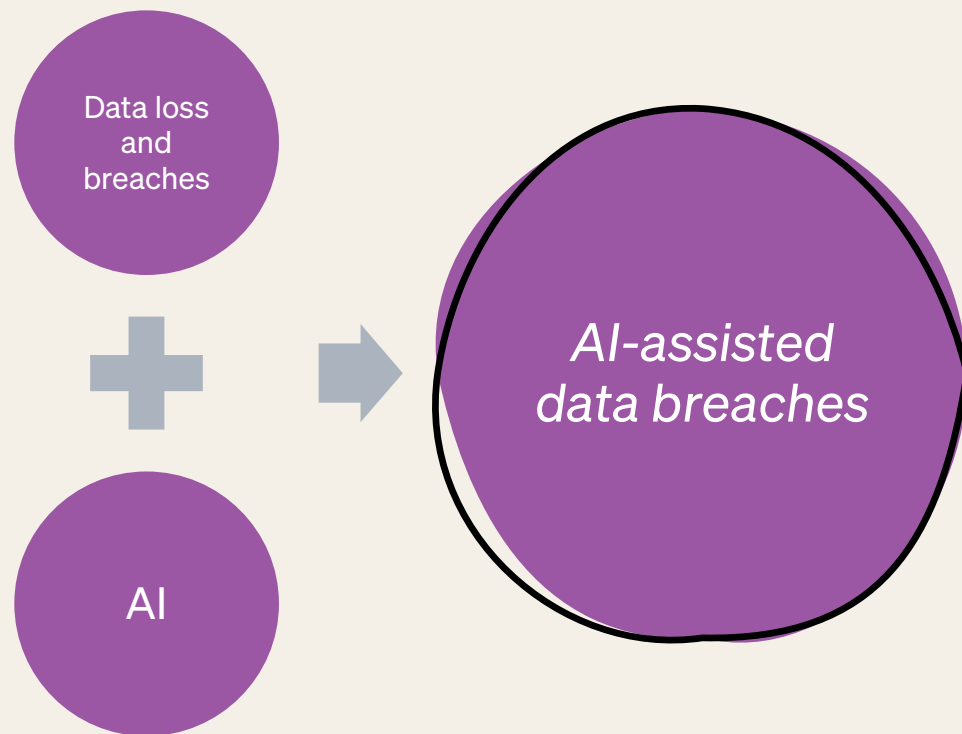 Data loss
and
breaches
AI
AI-assisted
data breaches